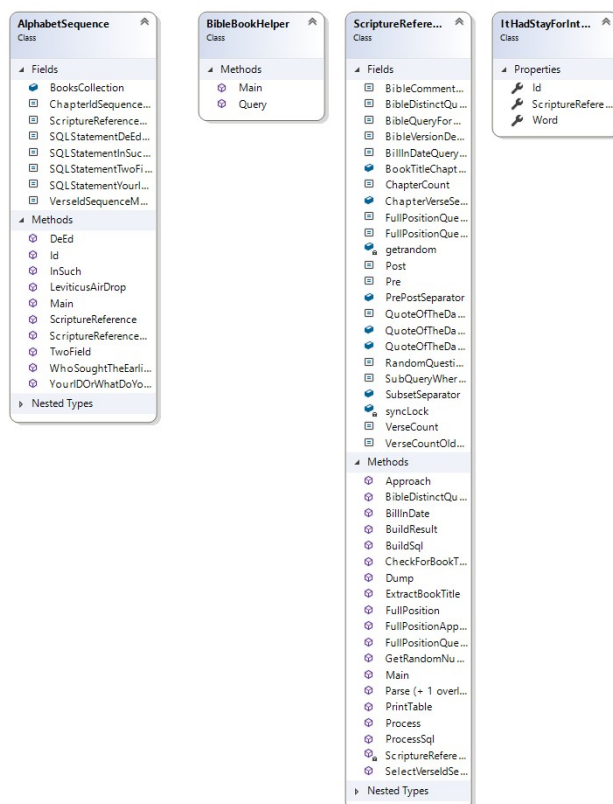 AlphabetSequence
Class
Fields
BooksCollection
ChapterIdSequence...
ScriptureReference...
SQLStatementDeEd...
SQLStatementInSuc...
SQLStatementTwoFi...
SQLStatementYourI...
VerseIdSequenceM...
Methods
DeEd
Id
InSuch
LeviticusAirDrop
Main
ScriptureReference
ScriptureReference...
TwoField
WhoSoughtTheEarli...
YourIDOrWhatDoYo...
Nested Types
BibleBookHelper
Class
Methods
Main
Query
ScriptureRefere...
Class
Fields
BibleComment...
BibleDistinctQu...
BibleQueryFor...
BibleVersionDe...
BillInDateQuery...
BookTitleChapt...
ChapterCount
ChapterVerseSe...
FullPositionQue...
FullPositionQue...
getrandom
Post
Pre
PrePostSeparator
QuoteOfTheDa...
QuoteOfTheDa...
QuoteOfTheDa...
RandomQuesti...
SubQueryWher...
SubsetSeparator
syncLock
VerseCount
VerseCountOld...
Methods
Approach
BibleDistinctQu...
BillInDate
BuildResult
BuildSql
CheckForBookT...
Dump
ExtractBookTitle
FullPosition
FullPositionApp...
FullPositionQue...
GetRandomNu...
Main
Parse (+ 1 overl...
PrintTable
Process
ProcessSql
ScriptureRefere...
SelectVerseIdSe...
Nested Types
ItHadStayForInt...
Class
Properties
Id
ScriptureRefere...
Word